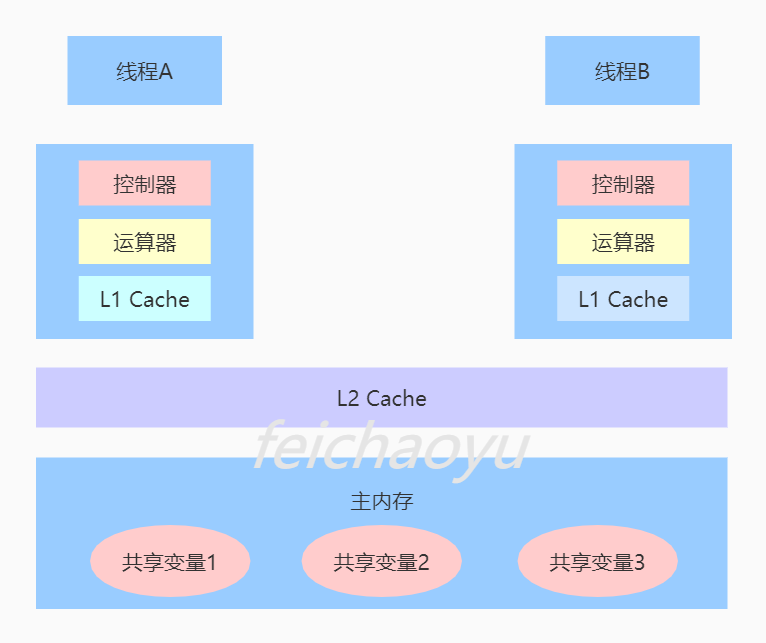 线程A 线程B
控制器 控制器
运算器 运算器
L1 Cache L1 Cache
L2 Cache
feichaoyu
主内存
共享变量1 共享变量2 共享变量3